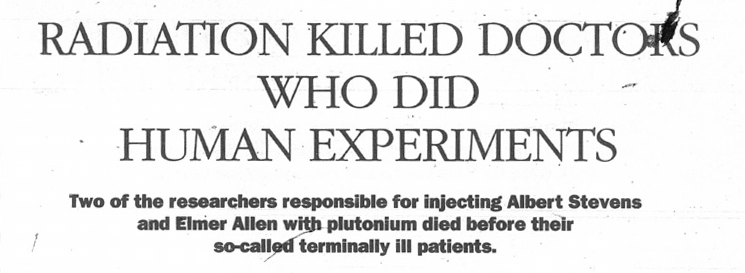 RADIATION KILLED DOCTORS
WHO DID
HUMAN EXPERIMENTS
Two of the researchers responsible for injecting Albert Stevens
and Elmer Allen with plutonium died before their
so-called terminally ill patients.